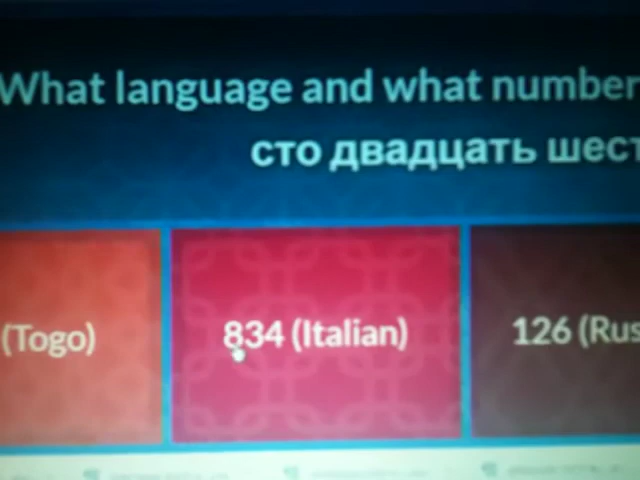 What language and what number
сто двадцать шест
(Togo)
834 (Italian)
126 (Rus